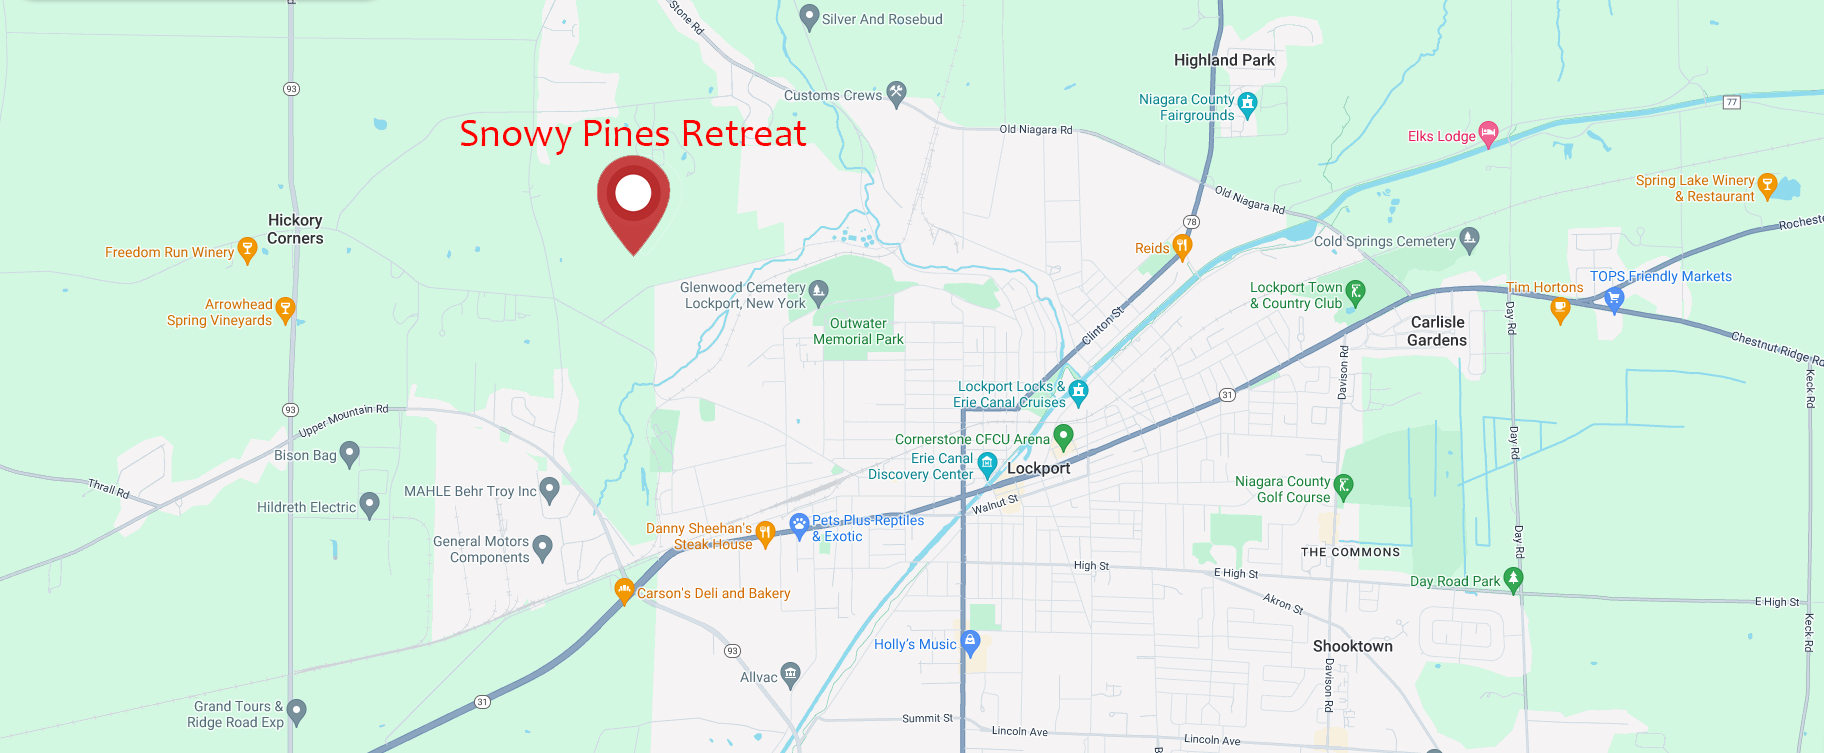 Stone Rd
Silver And Rosebud
Highland Park
93
Customs Crews
Niagara County
Fairgrounds
77
Old Niagara Rd
Elks Lodge
Snowy Pines Retreat
Spring Lake Winery
& Restaurant
Old Niagara Rd
Hickory
Corners
78
Rocheste
Freedom Run Winery
Reids
Cold Springs Cemetery
Glenwood Cemetery
Lockport, New York
Lockport Town
& Country Club
TOPS Friendly Markets
Tim Hortons
Arrowhead
Spring Vineyards
Outwater
Memorial Park
Clinton St
Day Rd
Carlisle
Gardens
Chestnut Ridge Rd
Davison Rd
Keck Rd
Lockport Locks &
Erie Canal Cruises
31
93
Upper Mountain Rd
Cornerstone CFCU Arena
Day Rd
Bison Bag
Erie Canal
Discovery Center
Lockport
Thrall Rd
MAHLE Behr Troy Inc
Niagara County
Golf Course
Hildreth Electric
Walnut St
Danny Sheehan's
Steak House
Pets Plus-Reptiles
& Exotic
Day Rd
General Motors
Components
THE COMMONS
High St
E High St
Day Road Park
Carson's Deli and Bakery
Akron St
E High St
Keck Rd
Holly's Music
Shooktown
93
Allvac
Davison Rd
31
Grand Tours &
Ridge Road Exp
Summit St
Lincoln Ave
Lincoln Ave